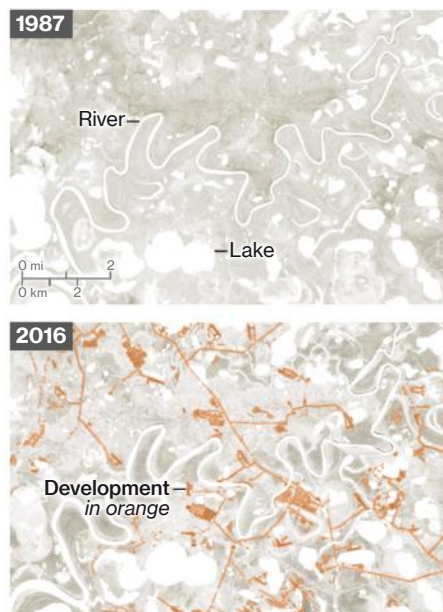 1987
River
Lake
0 mi 2
0 km 2
2016
Development
in orange